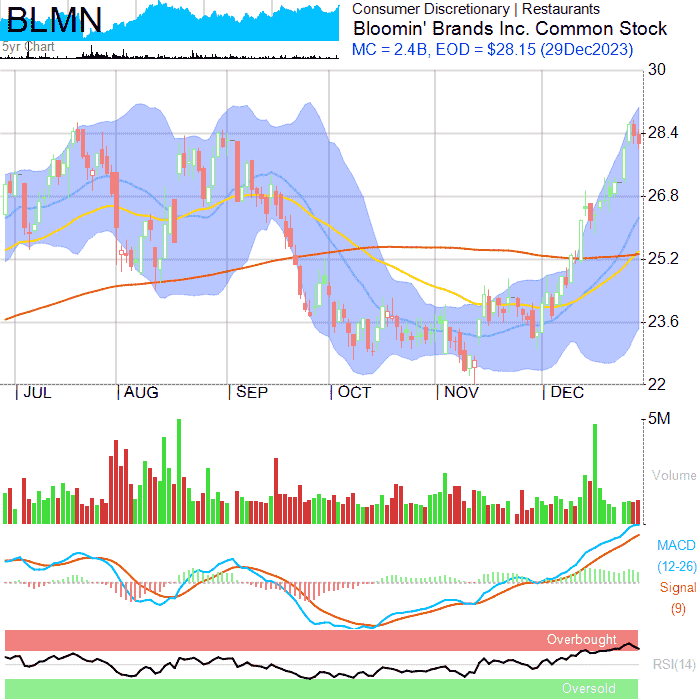 BLMN
5yr Chart
Consumer Discretionary | Restaurants
Bloomin' Brands Inc. Common Stock
MC = 2.4B, EOD = $28.15 (29Dec2023)
30
28.4
26.8
25.2
23.6
22
JUL
AUG
SEP
OCT
NOV
DEC
5M
Volume
MACD
(12-26)
Signal
(9)
Overbought
RSI(14)
Oversold